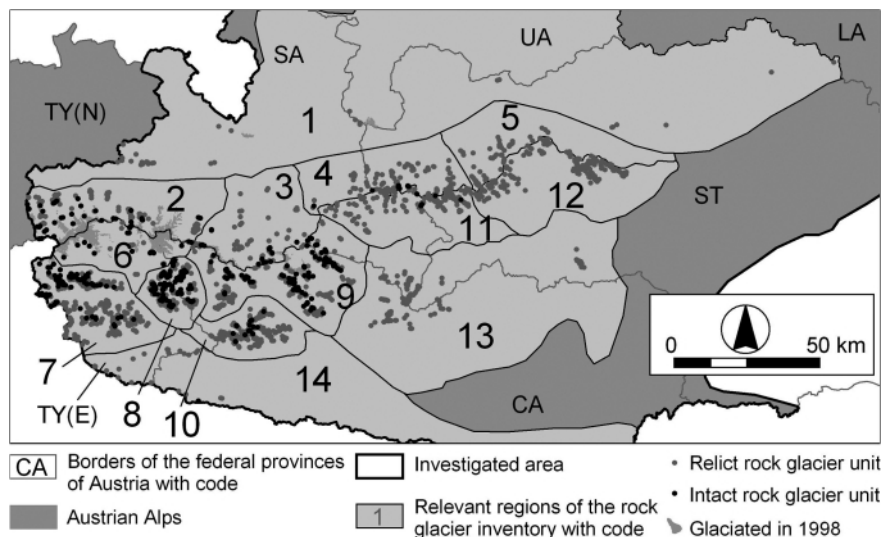 UA
LA
SA
TY(N)
1
5
4
3
2
12
11
ST
6
9
0 50 km
13
7
14
8
TY(E)
10
CA
CA Borders of the federal provinces of Austria with code
Austrian Alps
Investigated area
1 Relevant regions of the rock glacier inventory with code
Relict rock glacier unit
Intact rock glacier unit
Glaciated in 1998